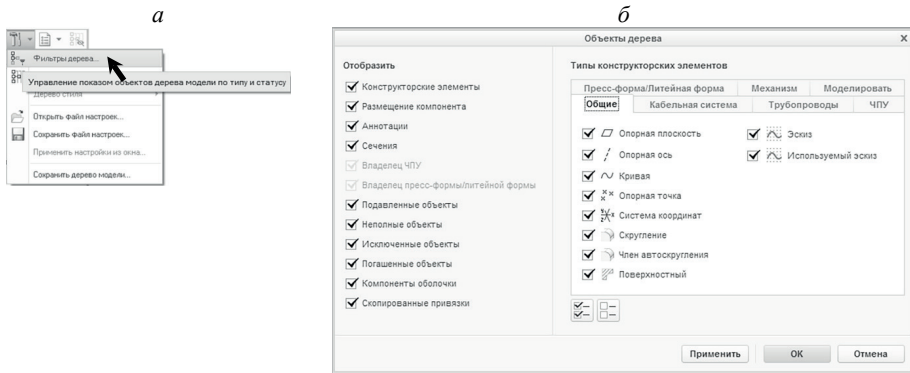 а
б
Фильтры дерева...
Управление показом объектов дерева модели по типу и статусу
Дерево стиля
Открыть файл настроек...
Сохранить файл настроек...
Применить настройки из окна...
Сохранить дерево модели...
Объекты дерева
x
Отобразить
Конструкторские элементы
Размещение компонента
Аннотации
Сечения
Владелец ЧПУ
Владелец пресс-формы/литейной формы
Подавленные объекты
Неполные объекты
Исключенные объекты
Погашенные объекты
Компоненты оболочки
Скопированные привязки
Типы конструкторских элементов
Пресс-форма/Литейная форма Механизм Моделировать
Общие Кабельная система Трубопроводы ЧПУ
Опорная плоскость
Опорная ось
Кривая
Опорная точка
Система координат
Скругление
Член автоскругления
Поверхностный
Эскиз
Используемый эскиз
Применить OK Отмена